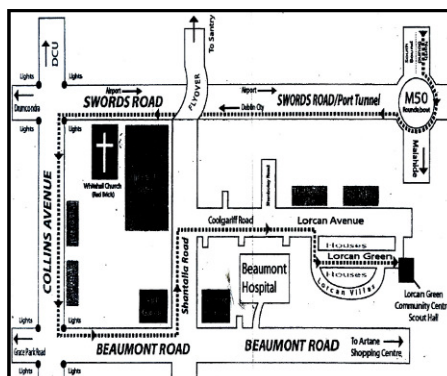 To Santry
DCU
FLYOVER
Lights
Lights
Airport
Airport
Drumcondra
SWORDS ROAD
Dublin City
SWORDS ROAD/Port Tunnel
M50
Roundabout
Lights
Lights
Malahide
Whitehall Church
(Red Brick)
COLLINS AVENUE
Coolgariff Road
Lorcan Avenue
Houses
Lorcan Green
Houses
Lorcan Villas
Shantalla Road
Beaumont
Hospital
Lorcan Green
Community Centre
Scout Hall
Lights
Lights
Grace Park Road
BEAUMONT ROAD
BEAUMONT ROAD
To Artane
Shopping Centre
Lights
Lights